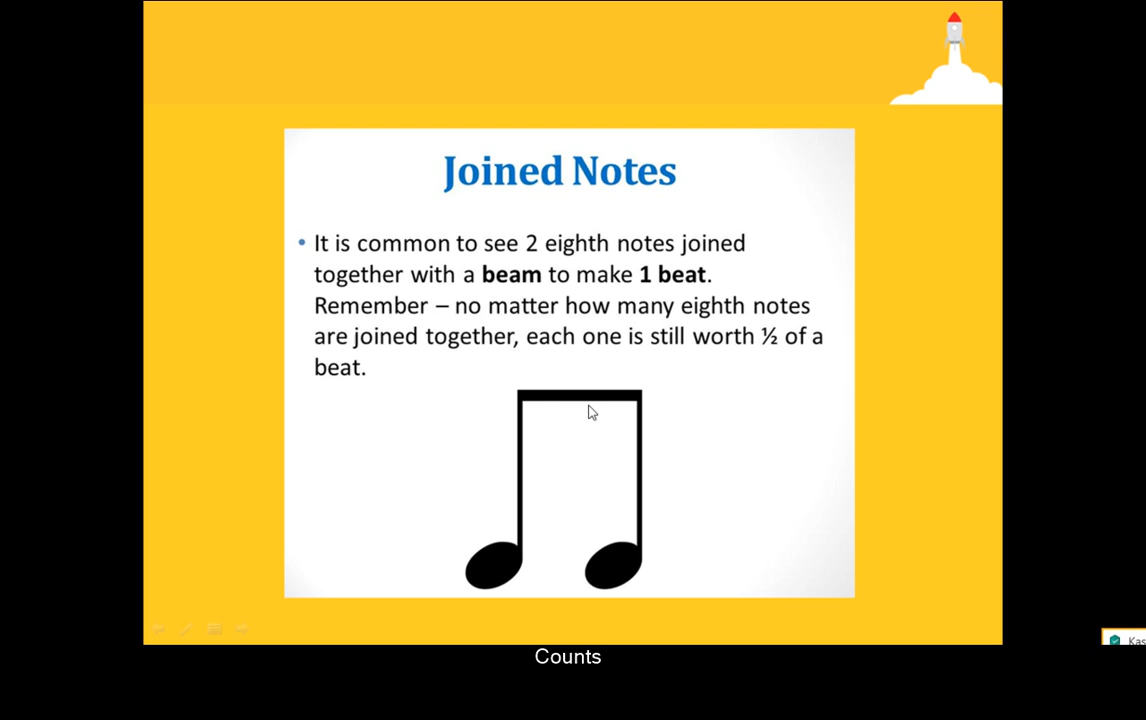 Joined Notes
• It is common to see 2 eighth notes joined
together with a beam to make 1 beat.
Remember – no matter how many eighth notes
are joined together, each one is still worth ½ of a
beat.
Kas
Counts